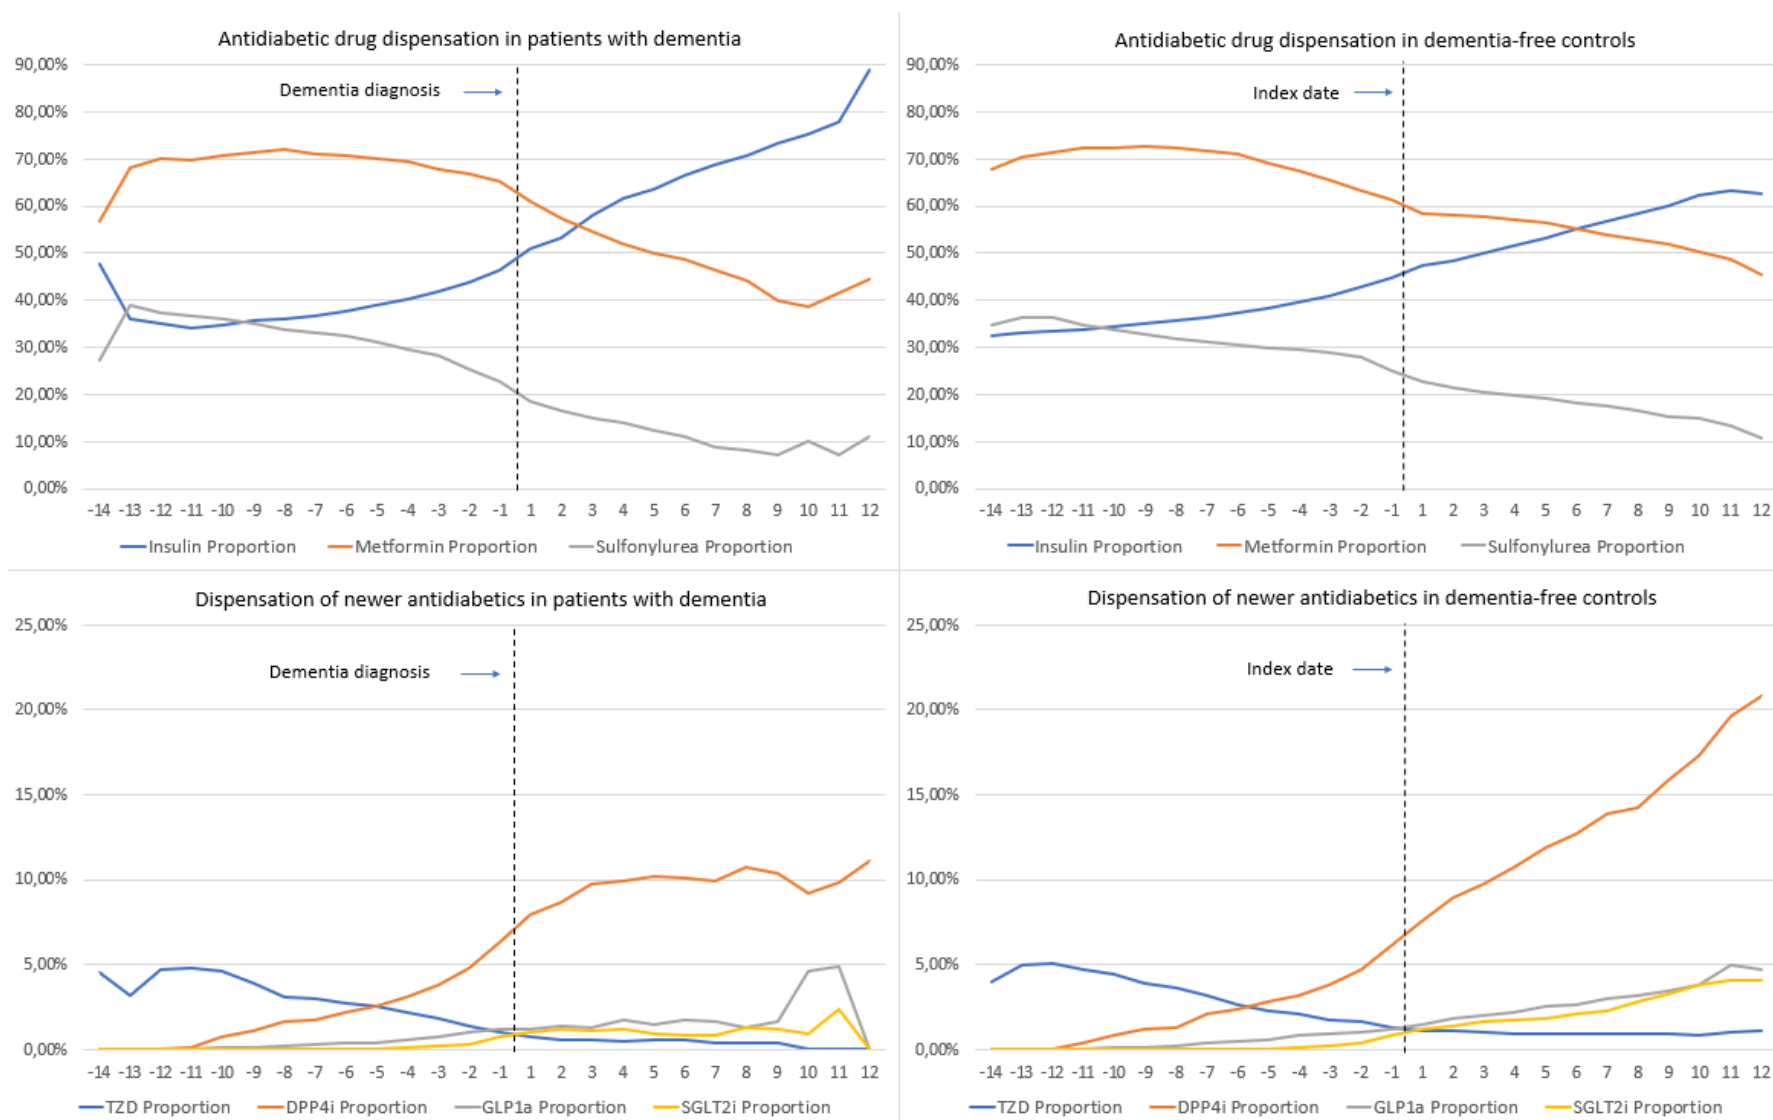 Antidiabetic drug dispensation in patients with dementia
90,00%
80,00%
70,00%
60,00%
50,00%
40,00%
30,00%
20,00%
10,00%
0,00%
Dementia diagnosis
-14 -13 -12 -11 -10 -9 -8 -7 -6 -5 -4 -3 -2 -1 1 2 3 4 5 6 7 8 9 10 11 12
Insulin Proportion Metformin Proportion Sulfonylurea Proportion
Antidiabetic drug dispensation in dementia-free controls
90,00%
80,00%
70,00%
60,00%
50,00%
40,00%
30,00%
20,00%
10,00%
0,00%
Index date
-14 -13 -12 -11 -10 -9 -8 -7 -6 -5 -4 -3 -2 -1 1 2 3 4 5 6 7 8 9 10 11 12
Insulin Proportion Metformin Proportion Sulfonylurea Proportion
Dispensation of newer antidiabetics in patients with dementia
25,00%
20,00%
15,00%
10,00%
5,00%
0,00%
Dementia diagnosis
-14 -13 -12 -11 -10 -9 -8 -7 -6 -5 -4 -3 -2 -1 1 2 3 4 5 6 7 8 9 10 11 12
TZD Proportion DPP4i Proportion GLP1a Proportion SGLT2i Proportion
Dispensation of newer antidiabetics in dementia-free controls
25,00%
20,00%
15,00%
10,00%
5,00%
0,00%
Index date
-14 -13 -12 -11 -10 -9 -8 -7 -6 -5 -4 -3 -2 -1 1 2 3 4 5 6 7 8 9 10 11 12
TZD Proportion DPP4i Proportion GLP1a Proportion SGLT2i Proportion